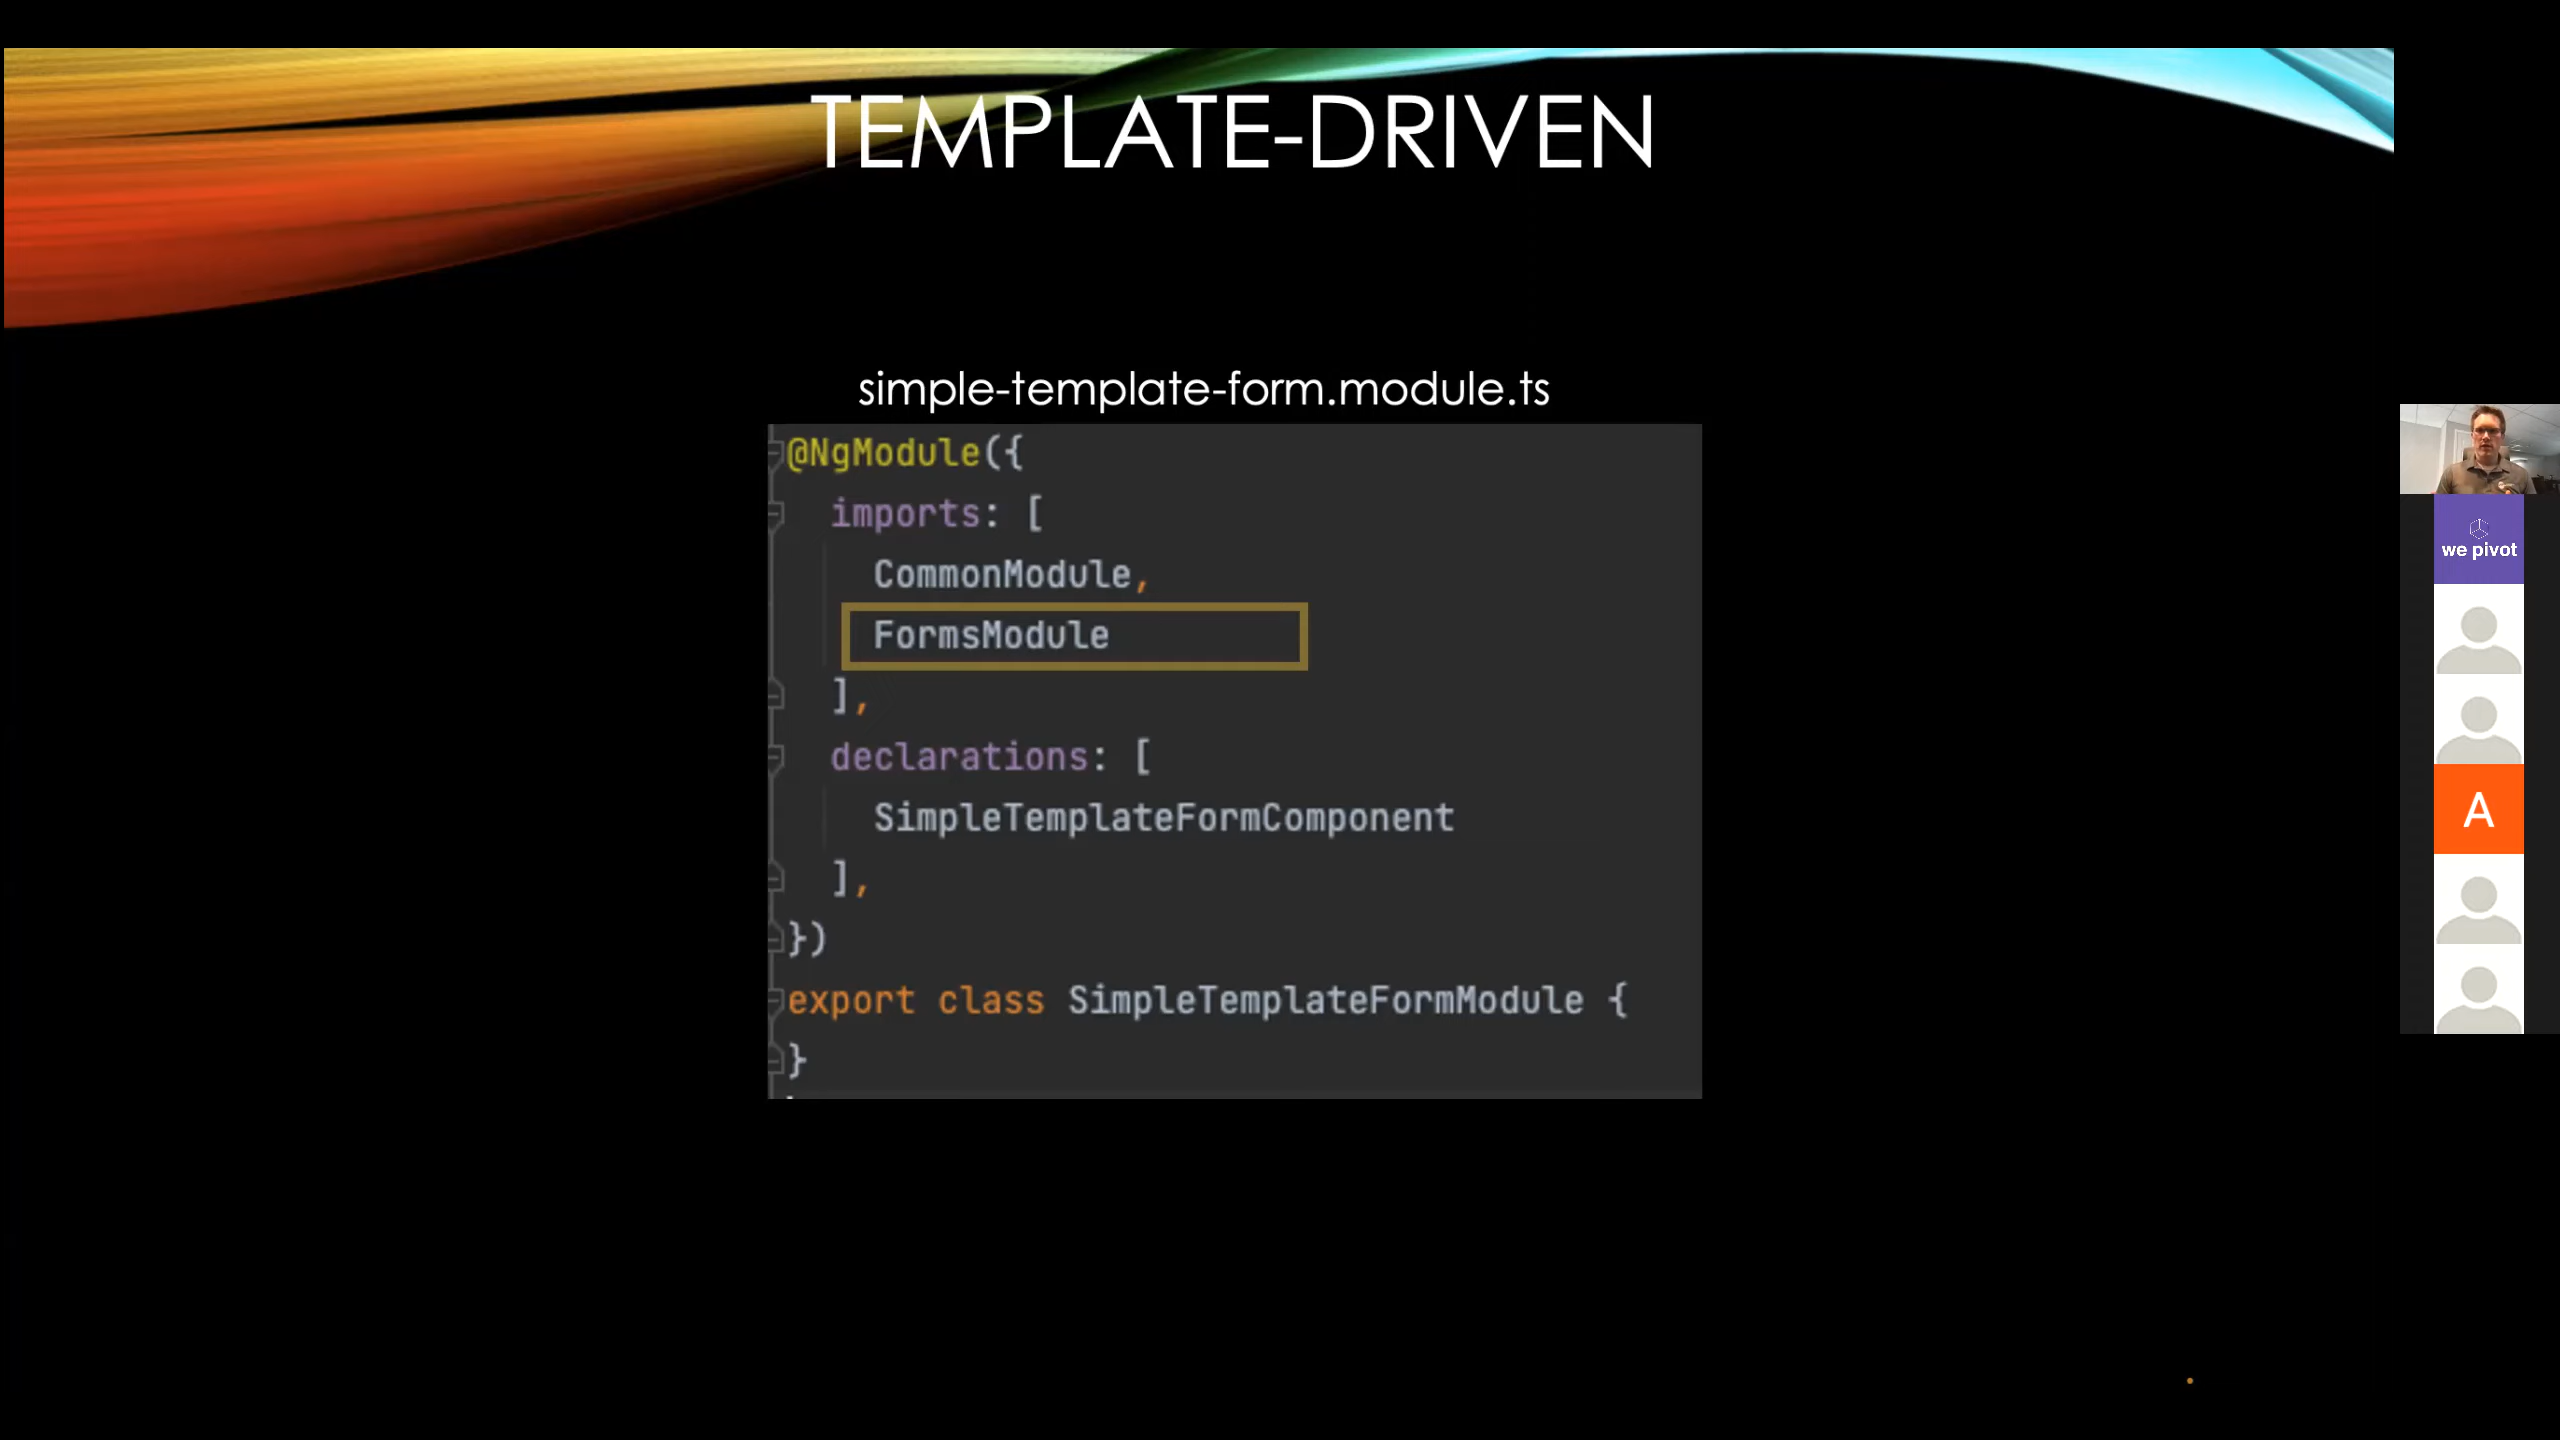 TEMPLATE-DRIVEN
simple-template-form.module.ts
@NgModule({
  imports: [
    CommonModule,
    FormsModule
  ],
  declarations: [
    SimpleTemplateFormComponent
  ],
})
export class SimpleTemplateFormModule {
}
we pivot
A